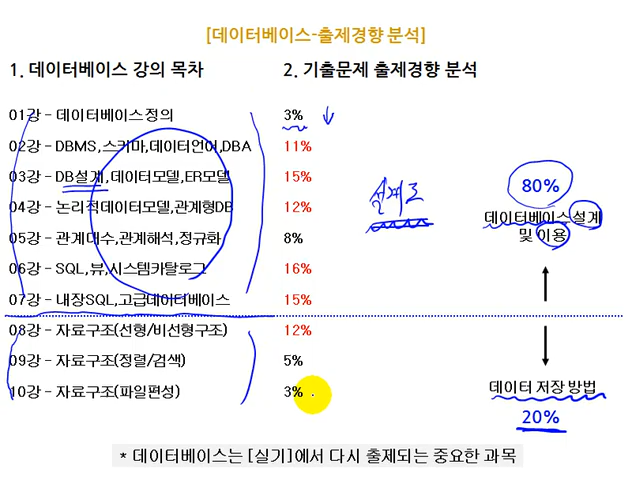 [데이터베이스-출제경향 분석]
1. 데이터베이스 강의 목차
2. 기출문제 출제경향 분석
01강 - 데이터베이스정의 3%
02강 - DBMS,스키마,데이터언어,DBA 11%
03강 - DB설계,데이터모델,ER모델 15%
04강 - 논리적데이터모델,관계형DB 12%
05강 - 관계대수,관계해석,정규화 8%
06강 - SQL,뷰,시스템카탈로그 16%
07강 - 내장SQL,고급데이터베이스 15%
08강 - 자료구조(선형/비선형구조) 12%
09강 - 자료구조(정렬/검색) 5%
10강 - 자료구조(파일편성) 3%
80%
데이터베이스 설계
및 이용
데이터 저장 방법
20%
* 데이터베이스는 [실기]에서 다시 출제되는 중요한 과목